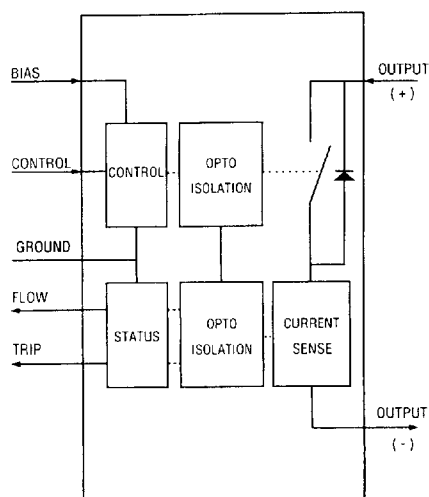 BIAS
OUTPUT
(+)
CONTROL
CONTROL
OPTO
ISOLATION
GROUND
FLOW
STATUS
OPTO
ISOLATION
CURRENT
SENSE
TRIP
OUTPUT
(-)